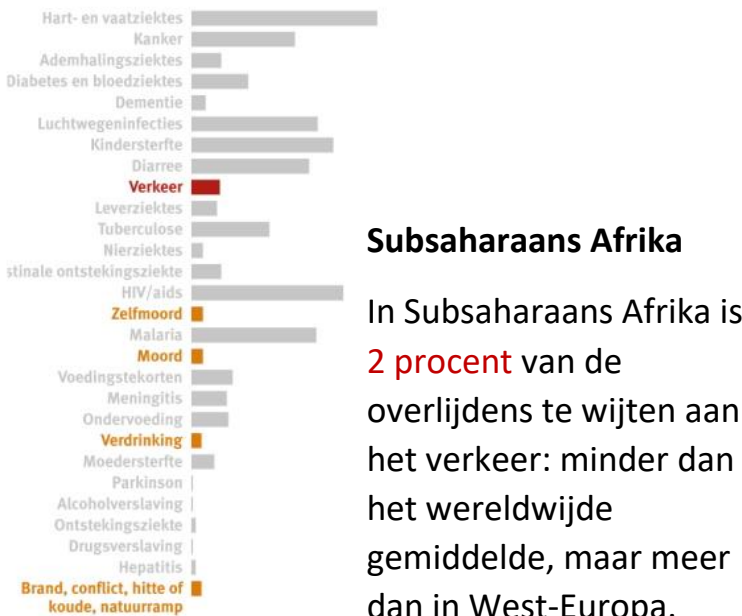 Hart- en vaatziektes
Kanker
Ademhalingsziektes
Diabetes en bloedziektes
Dementie
Luchtwegeninfecties
Kindersterfte
Diarree
Verkeer
Leverziektes
Tuberculose
Nierziektes
stinale ontstekingsziekte
HIV/aids
Zelfmoord
Malaria
Moord
Voedingstekorten
Meningitis
Ondervoeding
Verdrinking
Moedersterfte
Parkinson
Alcoholverslaving
Ontstekingsziekte
Drugsverslaving
Hepatitis
Brand, conflict, hitte of
koude, natuurramp
Subsaharaans Afrika
In Subsaharaans Afrika is
2 procent van de
overlijdens te wijten aan
het verkeer: minder dan
het wereldwijde
gemiddelde, maar meer
dan in West-Europa.